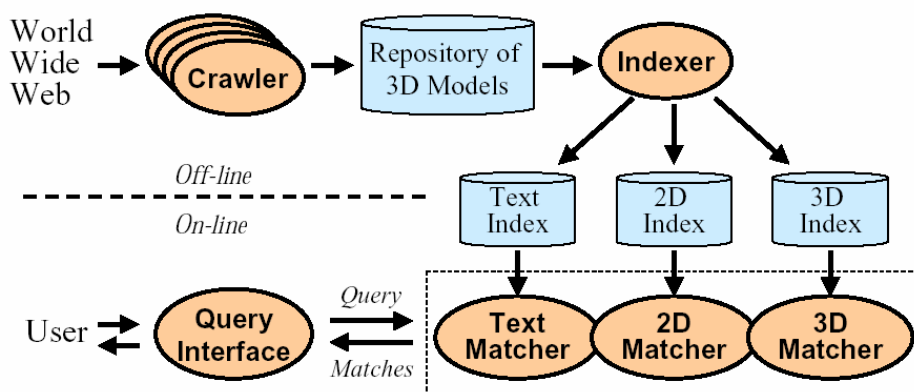 World
Wide
Web
Crawler
Repository of
3D Models
Indexer
Off-line
On-line
Text
Index
2D
Index
3D
Index
User
Query
Interface
Query
Matches
Text
Matcher
2D
Matcher
3D
Matcher